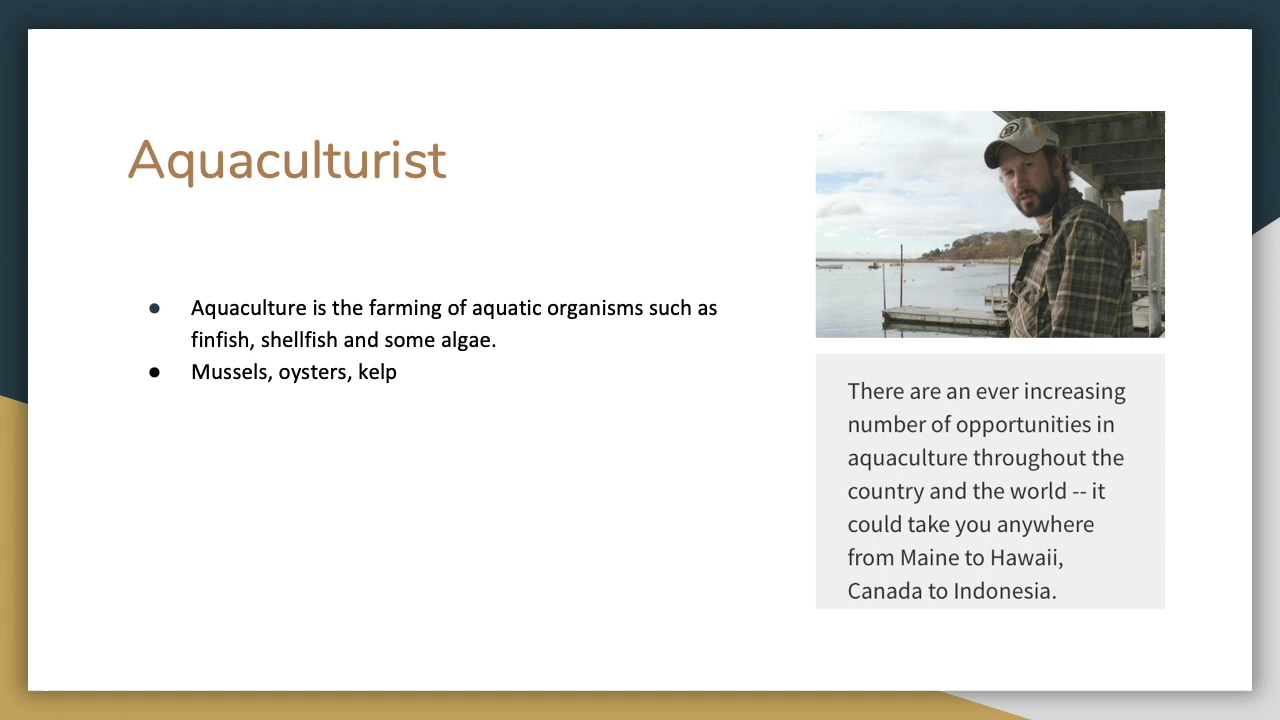 Aquaculturist
Aquaculture is the farming of aquatic organisms such as
finfish, shellfish and some algae.
Mussels, oysters, kelp
There are an ever increasing
number of opportunities in
aquaculture throughout the
country and the world -- it
could take you anywhere
from Maine to Hawaii,
Canada to Indonesia.